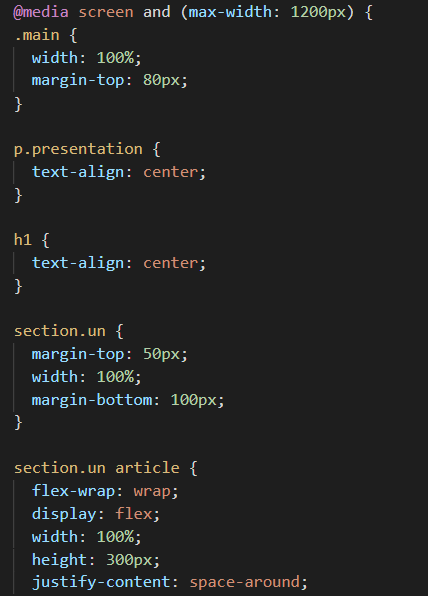 @media screen and (max-width: 1200px) {
.main {
width: 100%;
margin-top: 80px;
}
p.presentation {
text-align: center;
}
h1 {
text-align: center;
}
section.un {
margin-top: 50px;
width: 100%;
margin-bottom: 100px;
}
section.un article {
flex-wrap: wrap;
display: flex;
width: 100%;
height: 300px;
justify-content: space-around;